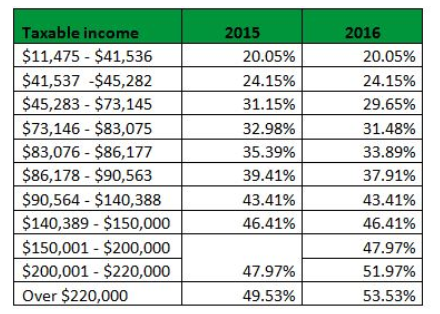 Taxable income 2015 2016
$11,475 - $41,536 20.05% 20.05%
$41,537 -$45,282 24.15% 24.15%
$45,283 - $73,145 31.15% 29.65%
$73,146 - $83,075 32.98% 31.48%
$83,076 - $86,177 35.39% 33.89%
$86,178 - $90,563 39.41% 37.91%
$90,564 - $140,388 43.41% 43.41%
$140,389 - $150,000 46.41% 46.41%
$150,001 - $200,000 47.97%
$200,001 - $220,000 47.97% 51.97%
Over $220,000 49.53% 53.53%